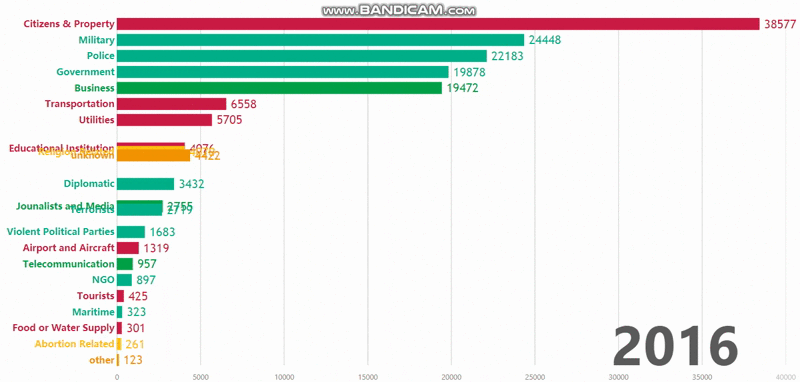 www.BANDICAM.com
Citizens & Property 38577
Military 24448
Police 22183
Government 19878
Business 19472
Transportation 6558
Utilities 5705
Educational Institution 4076
unknown 4422
Diplomatic 3432
Jounalists and Media 2755
Terrorists 2719
Violent Political Parties 1683
Airport and Aircraft 1319
Telecommunication 957
NGO 897
Tourists 425
Maritime 323
Food or Water Supply 301
Abortion Related 261
other 123
2016
0 5000 10000 15000 20000 25000 30000 35000 40000